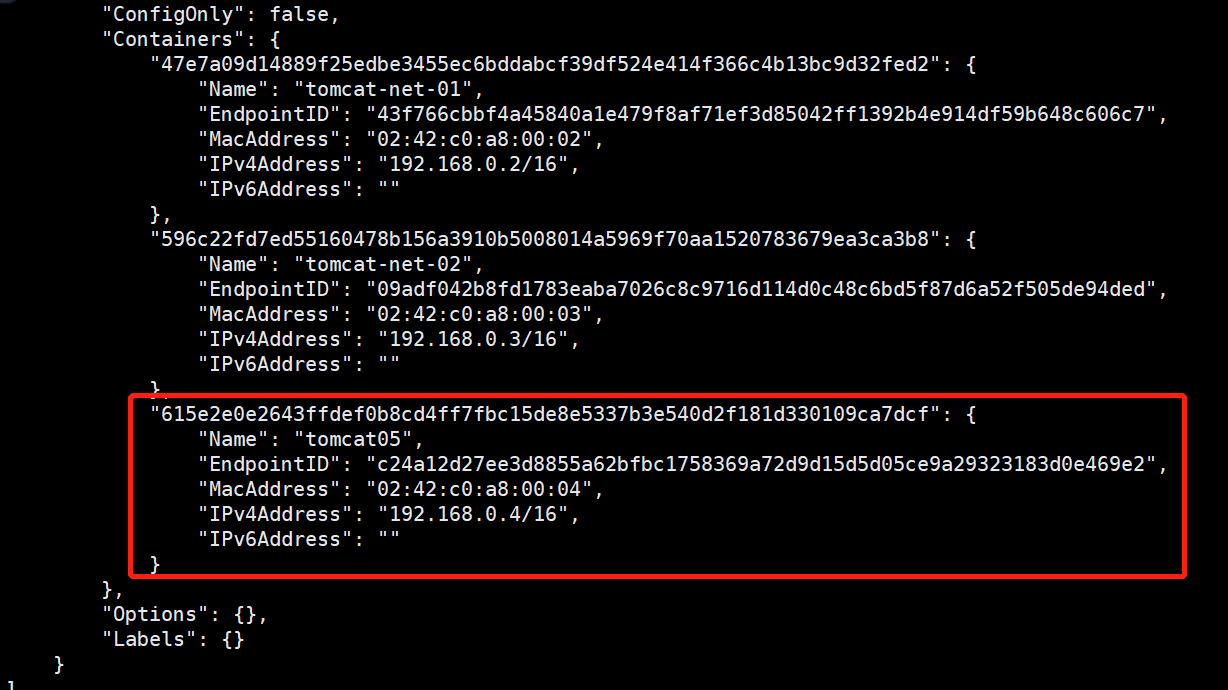 "ConfigOnly": false,
"Containers": {
"47e7a09d14889f25edbe3455ec6bddabcf39df524e414f366c4b13bc9d32fed2": {
"Name": "tomcat-net-01",
"EndpointID": "43f766cbbf4a45840a1e479f8af71ef3d85042ff1392b4e914df59b648c606c7",
"MacAddress": "02:42:c0:a8:00:02",
"IPv4Address": "192.168.0.2/16",
"IPv6Address": ""
},
"596c22fd7ed55160478b156a3910b5008014a5969f70aa1520783679ea3ca3b8": {
"Name": "tomcat-net-02",
"EndpointID": "09adf042b8fd1783eaba7026c8c9716d114d0c48c6bd5f87d6a52f505de94ded",
"MacAddress": "02:42:c0:a8:00:03",
"IPv4Address": "192.168.0.3/16",
"IPv6Address": ""
},
"615e2e0e2643ffdef0b8cd4ff7fbc15de8e5337b3e540d2f181d330109ca7dcf": {
"Name": "tomcat05",
"EndpointID": "c24a12d27ee3d8855a62bfbc1758369a72d9d15d5d05ce9a29323183d0e469e2",
"MacAddress": "02:42:c0:a8:00:04",
"IPv4Address": "192.168.0.4/16",
"IPv6Address": ""
}
},
"Options": {},
"Labels": {}
}
]